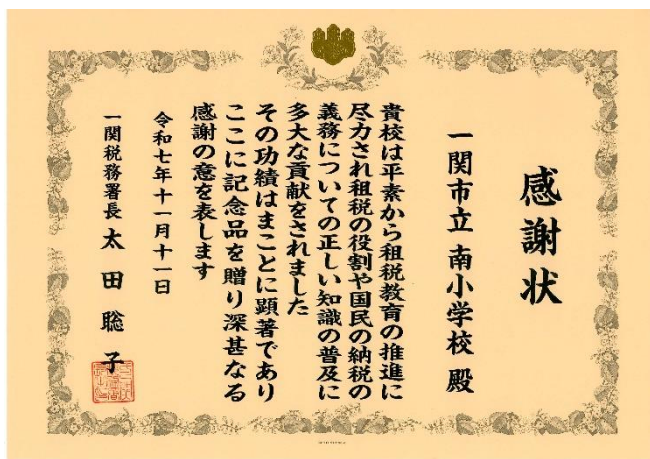 感謝状
一関市立 南小学校 殿
貴校は平素から租税教育の推進に
尽力され租税の役割や国民の納税の
義務についての正しい知識の普及に
多大な貢献をされました
その功績はまことに顕著であり
ここに記念品を贈り深甚なる
感謝の意を表します
令和七年十一月十一日
一関税務署長 太田聡子